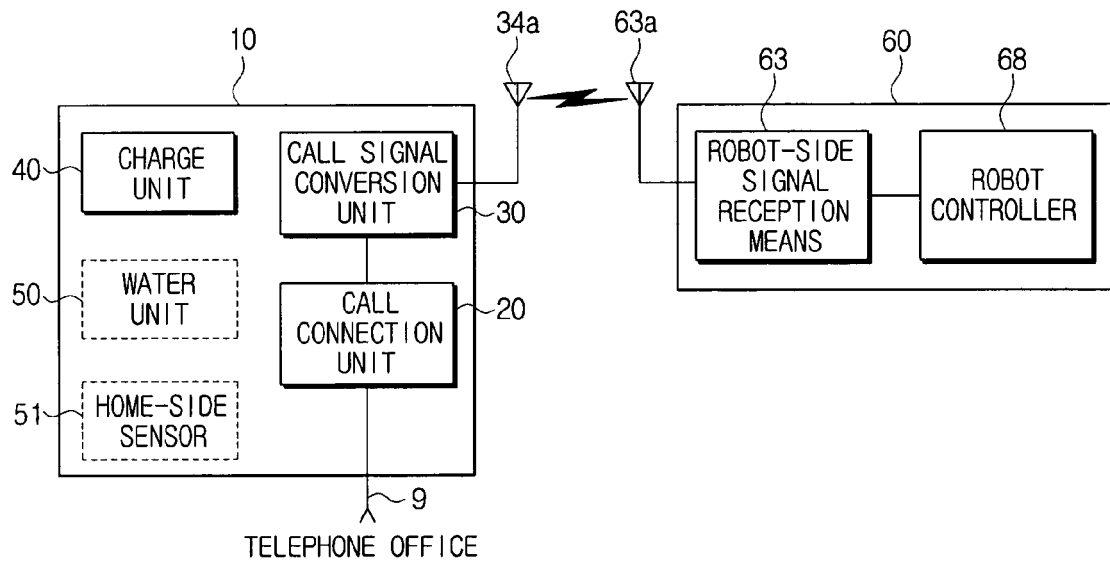 34a
63a
10
60
63
68
40
CHARGE
UNIT
CALL SIGNAL
CONVERSION
UNIT
30
ROBOT-SIDE
SIGNAL
RECEPTION
MEANS
ROBOT
CONTROLLER
50
WATER
UNIT
CALL
CONNECTION
UNIT
20
51
HOME-SIDE
SENSOR
9
TELEPHONE OFFICE